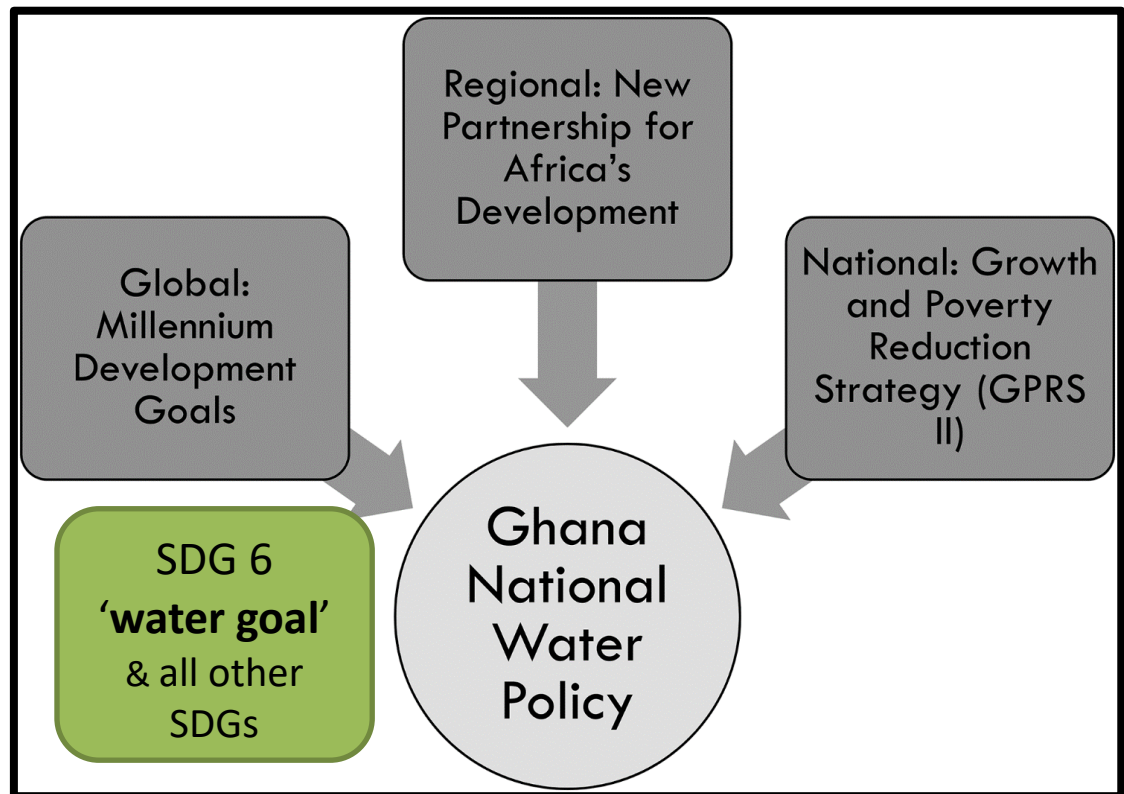 Regional: New
Partnership for
Africa’s
Development
Global:
Millennium
Development
Goals
National: Growth
and Poverty
Reduction
Strategy (GPRS
II)
SDG 6
‘water goal’
& all other
SDGs
Ghana
National
Water
Policy